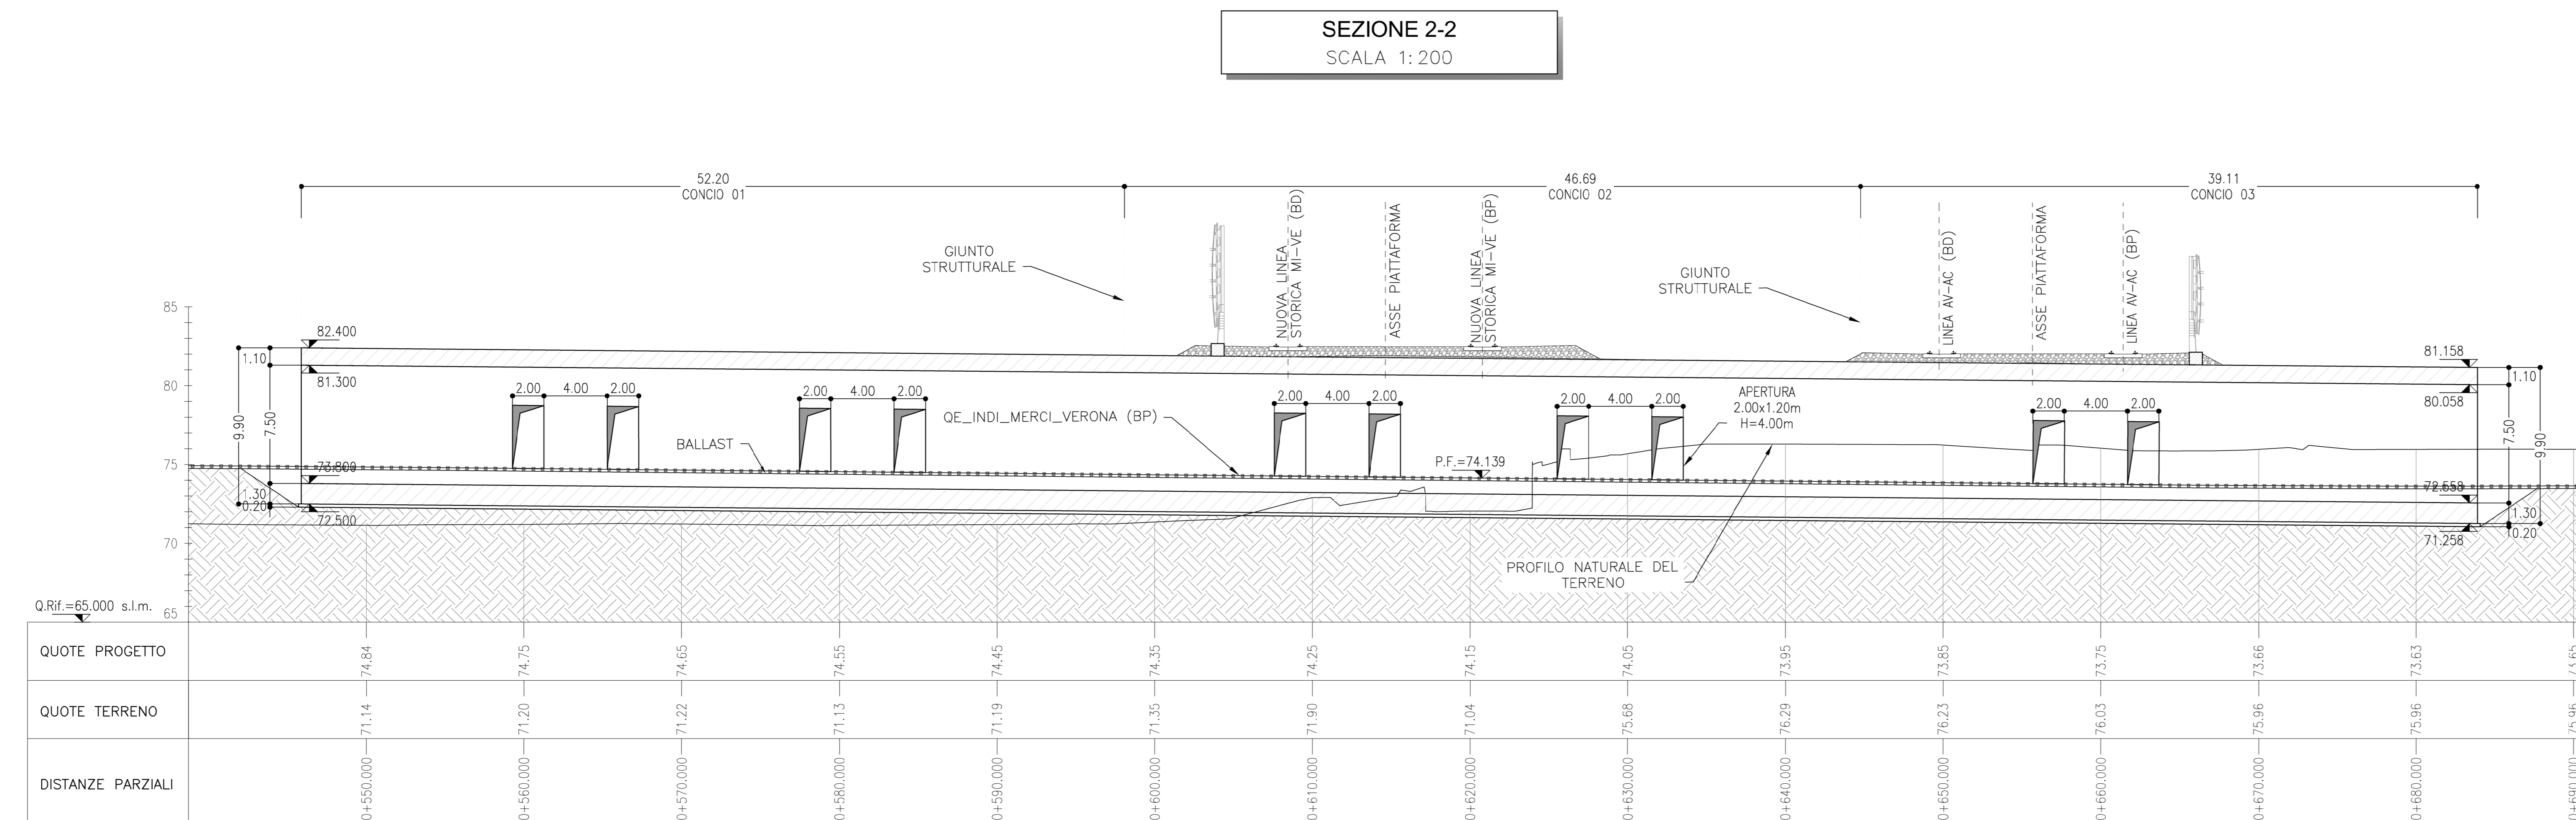 SEZIONE 2-2
SCALA 1:200
52.20
CONCIO 01
46.69
CONCIO 02
39.11
CONCIO 03
GIUNTO
STRUTTURALE
NUOVA LINEA
STORICA MI-VE (BD)
ASSE PIATTAFORMA
NUOVA LINEA
STORICA MI-VE (BP)
GIUNTO
STRUTTURALE
LINEA AV-AC (BD)
ASSE PIATTAFORMA
LINEA AV-AC (BP)
85
80
75
70
65
82.400
1.10
81.300
9.90
7.50
73.800
1.30
0.20
72.500
2.00 4.00 2.00
2.00 4.00 2.00
2.00 4.00 2.00
2.00 4.00 2.00
2.00 4.00 2.00
BALLAST
QE_INDI_MERCI_VERONA (BP)
P.F.=74.139
APERTURA
2.00x1.20m
H=4.00m
PROFILO NATURALE DEL
TERRENO
81.158
1.10
80.058
7.50
9.90
72.558
1.30
0.20
71.258
Q.Rif.=65.000 s.l.m.
QUOTE PROGETTO 74.84 74.75 74.65 74.55 74.45 74.35 74.25 74.15 74.05 73.95 73.85 73.75 73.66 73.63 73.65
QUOTE TERRENO 71.14 71.20 71.22 71.13 71.19 71.35 71.90 71.04 75.68 76.29 76.23 76.03 75.96 75.96 75.96
DISTANZE PARZIALI 0+550.000 0+560.000 0+570.000 0+580.000 0+590.000 0+600.000 0+610.000 0+620.000 0+630.000 0+640.000 0+650.000 0+660.000 0+670.000 0+680.000 0+690.000